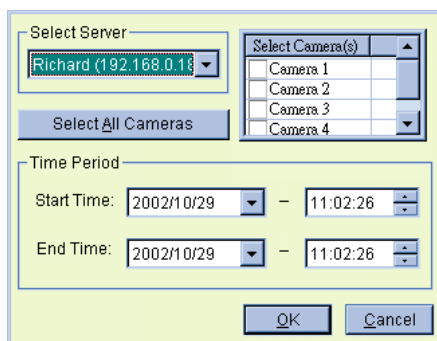 Select Server
Richard (192.168.0.18
Select Camera(s)
Camera 1
Camera 2
Camera 3
Camera 4
Select All Cameras
Time Period
Start Time: 2002/10/29 – 11:02:26
End Time: 2002/10/29 – 11:02:26
OK Cancel